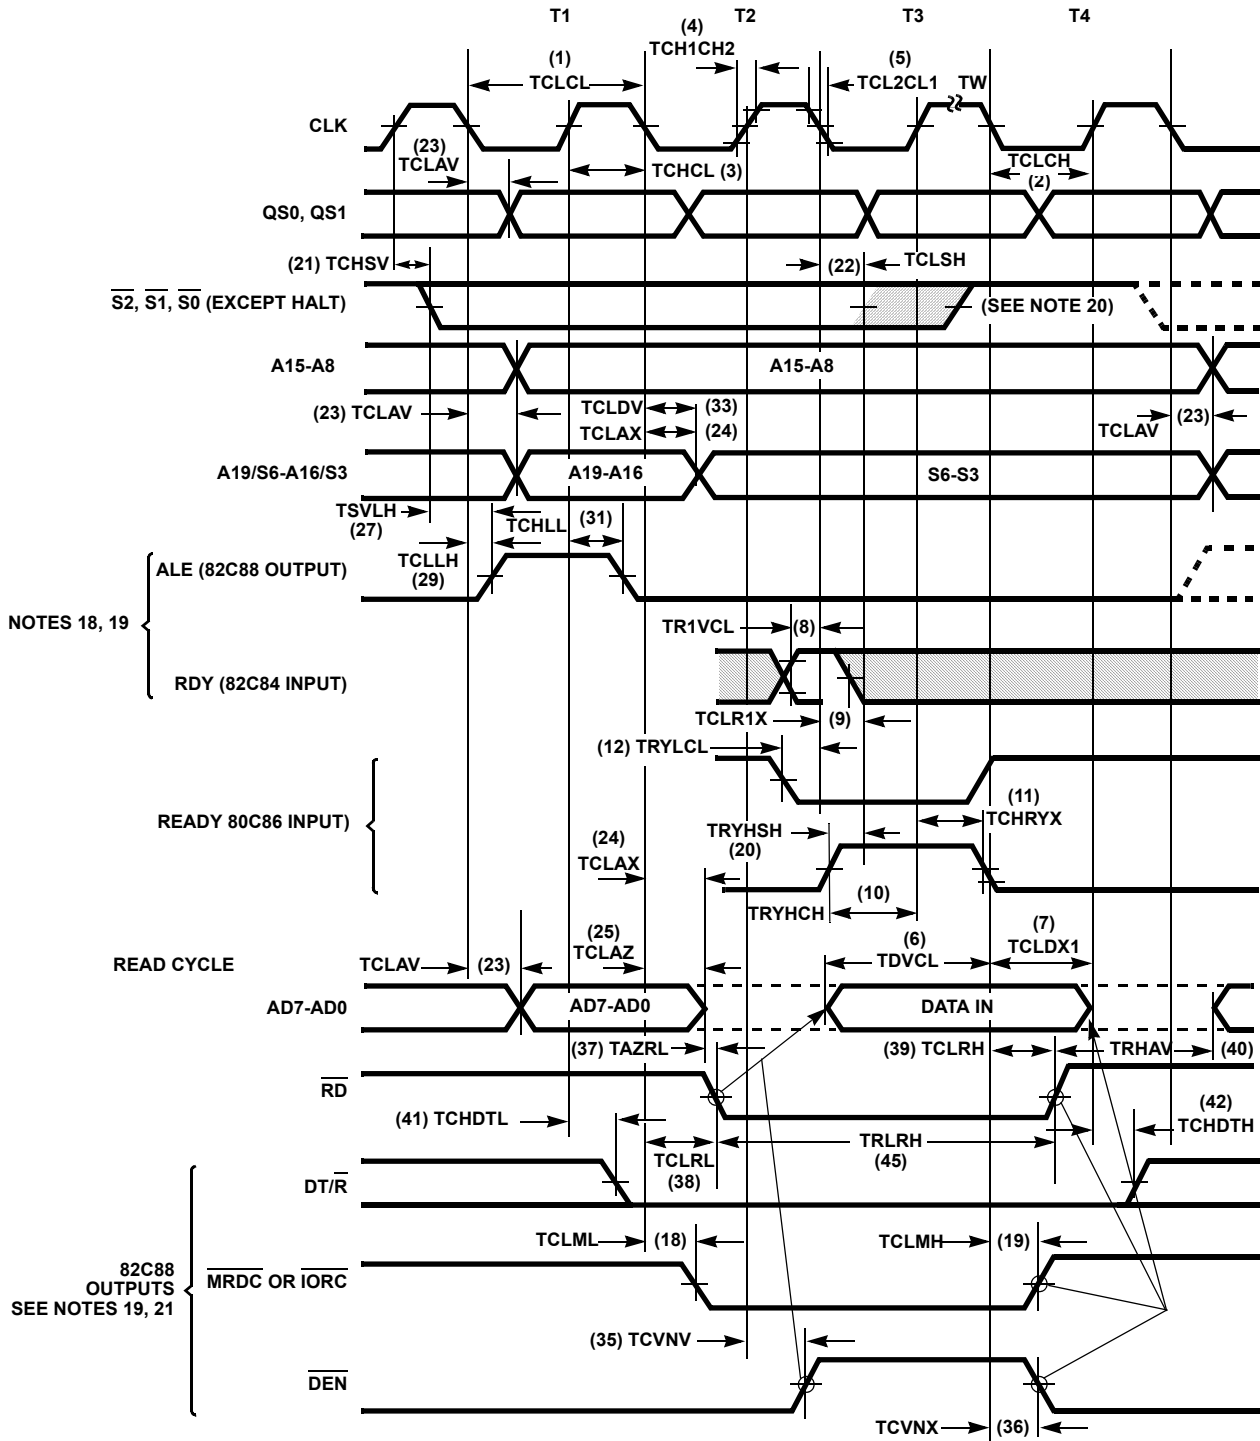 T1 T2 T3 T4
(4)
TCH1CH2
(1)
TCLCL
(5)
TCL2CL1
TW
CLK
(23)
TCLAV
TCHCL (3)
TCLCH
(2)
QS0, QS1
(21) TCHSV
(22)
TCLSH
S2, S1, S0 (EXCEPT HALT)
(SEE NOTE 20)
A15-A8
A15-A8
(23) TCLAV
TCLDV (33)
TCLAX (24)
TCLAV
(23)
A19/S6-A16/S3
A19-A16
S6-S3
TSVLH
(27)
TCHLL
(31)
TCLLH
(29)
ALE (82C88 OUTPUT)
NOTES 18, 19
TR1VCL
(8)
RDY (82C84 INPUT)
TCLR1X
(9)
(12) TRYLCL
READY 80C86 INPUT)
(11)
TCHRYX
TRYHSH
(20)
(24)
TCLAX
(10)
TRYHCH
READ CYCLE
TCLAV (23)
(25)
TCLAZ
(6)
TDVCL
(7)
TCLDX1
AD7-AD0
AD7-AD0
DATA IN
(37) TAZRL
(39) TCLRH
TRHAV
(40)
RD
(41) TCHDTL
(42)
TCHDTH
TCLRL
(38)
TRLRH
(45)
DT/R
TCLML
(18)
TCLMH
(19)
82C88
OUTPUTS
SEE NOTES 19, 21
MRDC OR IORC
(35) TCVNV
DEN
TCVNX
(36)